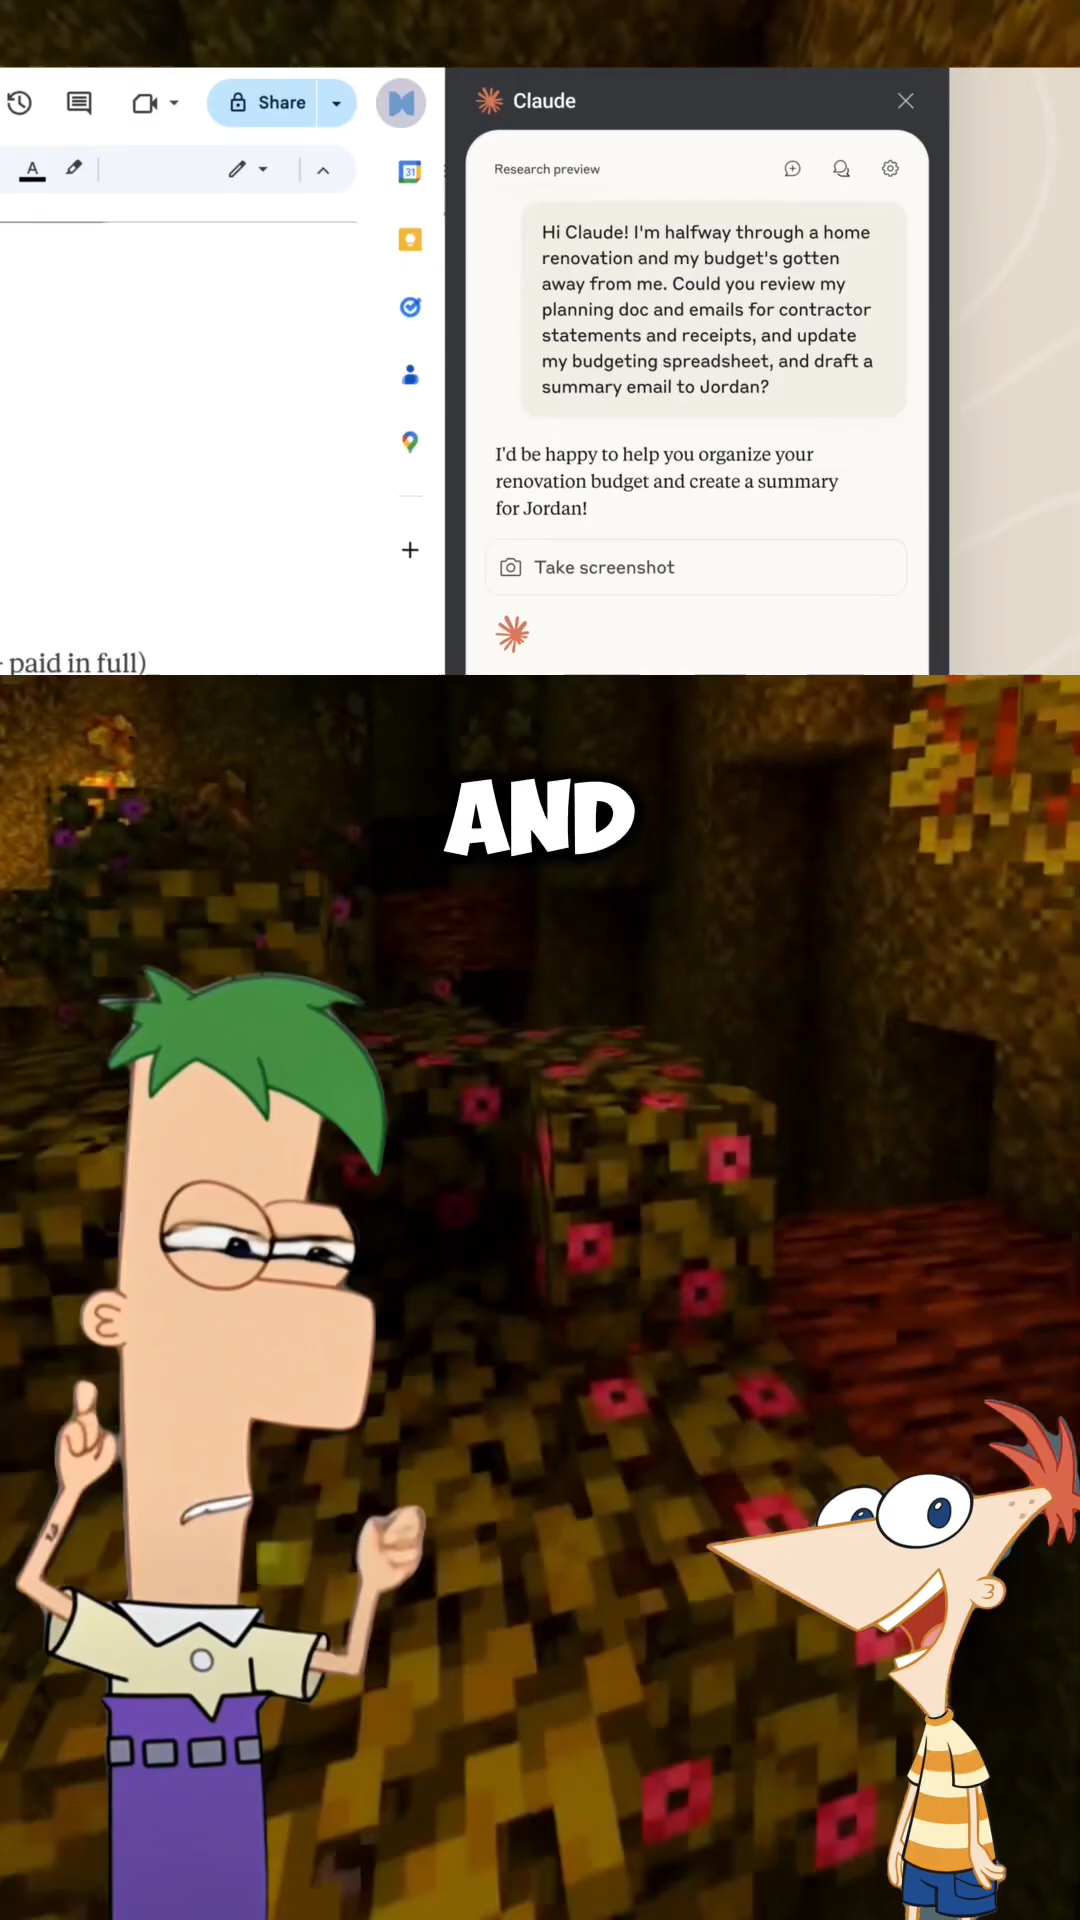 Share
Claude
A
31
Research preview
Hi Claude! I'm halfway through a home
renovation and my budget's gotten
away from me. Could you review my
planning doc and emails for contractor
statements and receipts, and update
my budgeting spreadsheet, and draft a
summary email to Jordan?
I'd be happy to help you organize your
renovation budget and create a summary
for Jordan!
Take screenshot
- paid in full)
AND